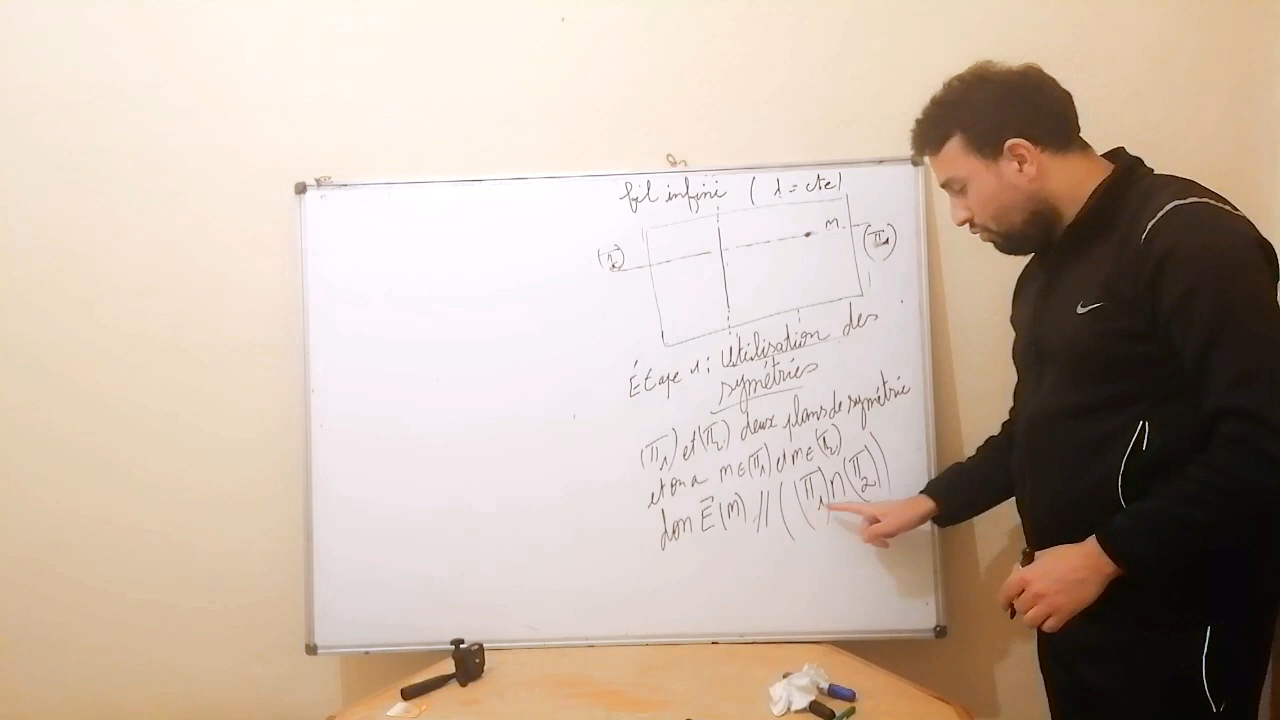 fil infini ( λ = cte)
M
(π1)
(π2)
Étape 1 : Utilisation des
symétries
(π1) et (π2) deux plans de symétrie
et on a M ∈ (π1) et M ∈ (π2)
don E⃗(M) // ((π1) ∩ (π2))